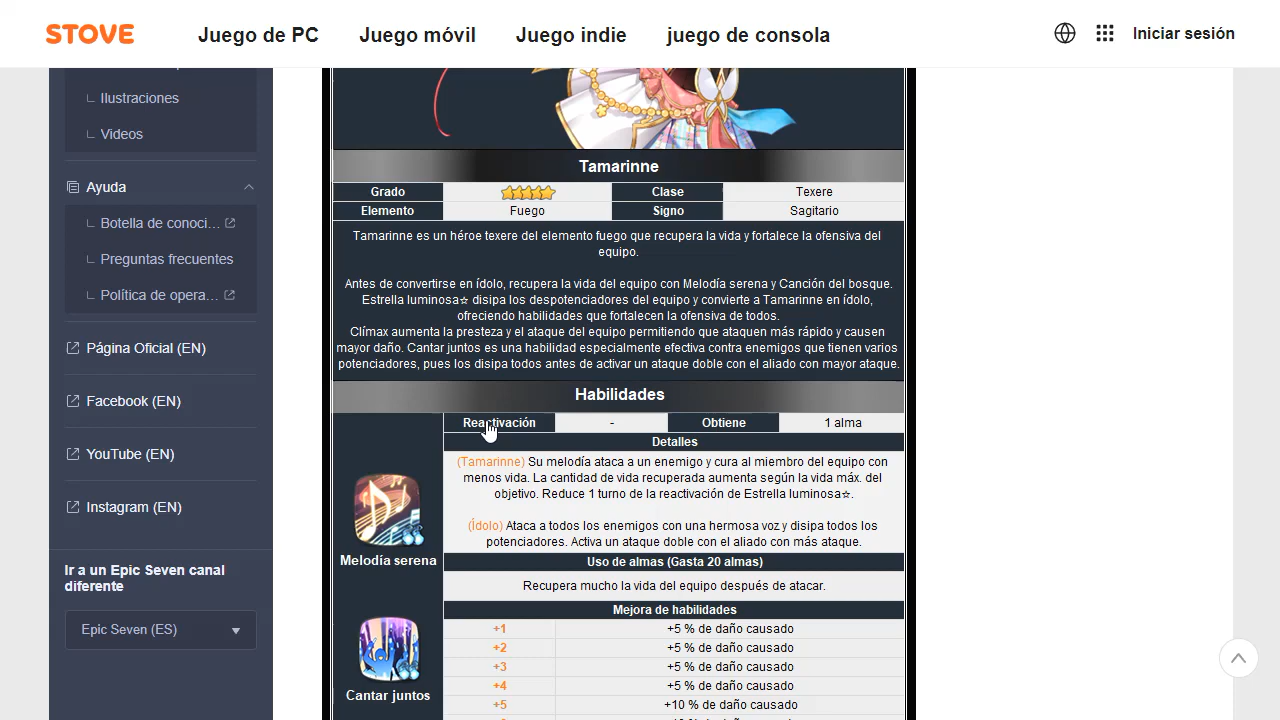 STOVE
Juego de PC
Juego móvil
Juego indie
juego de consola
Iniciar sesión
Ilustraciones
Videos
Ayuda
Botella de conoci...
Preguntas frecuentes
Política de opera...
Página Oficial (EN)
Facebook (EN)
YouTube (EN)
Instagram (EN)
Ir a un Epic Seven canal
diferente
Epic Seven (ES)
Tamarinne
Grado
Clase
Texere
Elemento
Fuego
Signo
Sagitario
Tamarinne es un héroe texere del elemento fuego que recupera la vida y fortalece la ofensiva del
equipo.
Antes de convertirse en ídolo, recupera la vida del equipo con Melodía serena y Canción del bosque.
Estrella luminosa☆ disipa los despotenciadores del equipo y convierte a Tamarinne en ídolo,
ofreciendo habilidades que fortalecen la ofensiva de todos.
Clímax aumenta la presteza y el ataque del equipo permitiendo que ataquen más rápido y causen
mayor daño. Cantar juntos es una habilidad especialmente efectiva contra enemigos que tienen varios
potenciadores, pues los disipa todos antes de activar un ataque doble con el aliado con mayor ataque.
Habilidades
Reactivación
-
Obtiene
1 alma
Detalles
(Tamarinne) Su melodía ataca a un enemigo y cura al miembro del equipo con
menos vida. La cantidad de vida recuperada aumenta según la vida máx. del
objetivo. Reduce 1 turno de la reactivación de Estrella luminosa☆.
(Ídolo) Ataca a todos los enemigos con una hermosa voz y disipa todos los
potenciadores. Activa un ataque doble con el aliado con más ataque.
Melodía serena
Uso de almas (Gasta 20 almas)
Recupera mucho la vida del equipo después de atacar.
Mejora de habilidades
+1
+5 % de daño causado
+2
+5 % de daño causado
+3
+5 % de daño causado
+4
+5 % de daño causado
Cantar juntos
+5
+10 % de daño causado